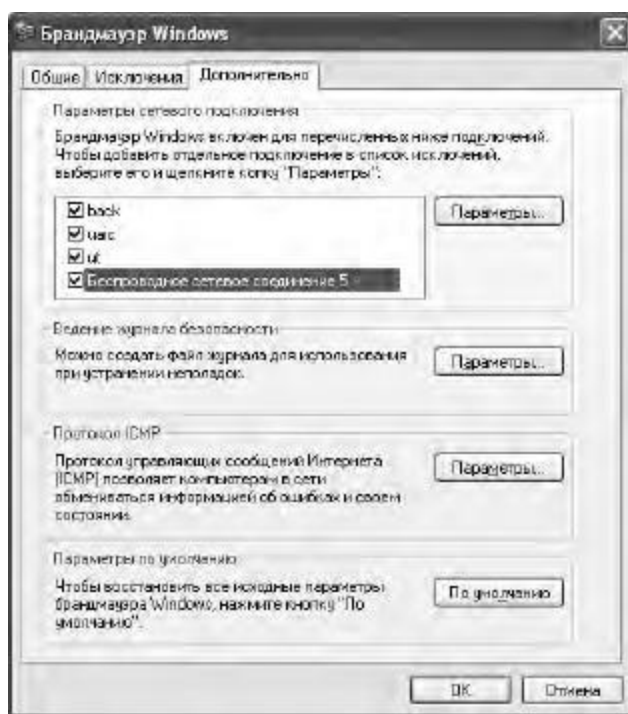 Брандмауэр Windows
Общие Исключения Дополнительно
Параметры сетевого подключения
Брандмауэр Windows включен для перечисленных ниже подключений.
Чтобы добавить отдельное подключение в список исключений,
выберите его и щелкните кнопку "Параметры":
back
Параметры...
ut
Беспроводное сетевое соединение 5
Ведение журнала безопасности
Можно создать файл журнала для использования
при устранении неполадок.
Параметры...
Протокол ICMP
Протокол управляющих сообщений Интернета
(ICMP) позволяет компьютерам в сети
обмениваться информацией об ошибках и своем
состоянии.
Параметры...
Параметры по умолчанию
Чтобы восстановить все исходные параметры
брандмауэра Windows, нажмите кнопку "По
умолчанию".
По умолчанию
ОК Отмена